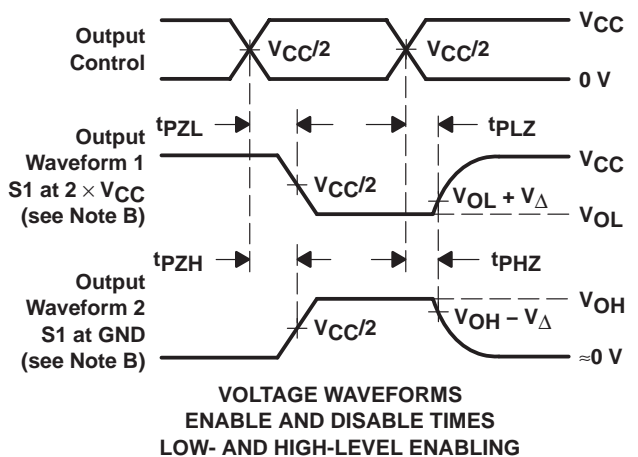 Output
Control
VCC/2
VCC/2
VCC
0 V
tPZL
tPLZ
Output
Waveform 1
S1 at 2 × VCC
(see Note B)
VCC/2
VCC
VOL + VΔ
VOL
tPZH
tPHZ
Output
Waveform 2
S1 at GND
(see Note B)
VCC/2
VOH
VOH − VΔ
≈0 V
VOLTAGE WAVEFORMS
ENABLE AND DISABLE TIMES
LOW- AND HIGH-LEVEL ENABLING